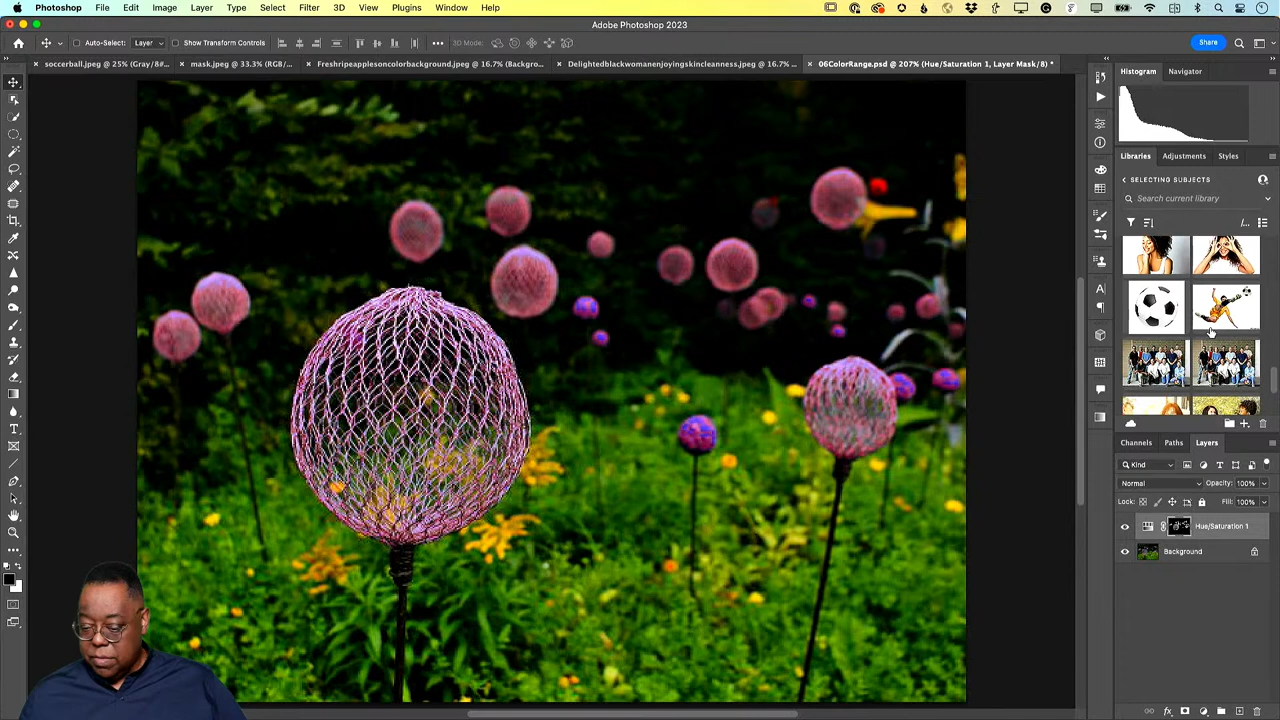 Photoshop File Edit Image Layer Type Select Filter 3D View Plugins Window Help
Adobe Photoshop 2023
Auto-Select: Layer Show Transform Controls 3D Mode: Share
soccerball.jpeg @ 25% (Gray/8#... mask.jpeg @ 33.3% (RGB/... Freshripeapplesoncolorbackground.jpeg @ 16.7% (Backgro... Delightedblackwomanenjoyingskincleanness.jpeg @ 16.7% ... 06ColorRange.psd @ 207% (Hue/Saturation 1, Layer Mask/8) *
Histogram Navigator
Libraries Adjustments Styles
SELECTING SUBJECTS
Search current library
Channels Paths Layers
Kind
Normal Opacity: 100%
Lock: Fill: 100%
Hue/Saturation 1
Background